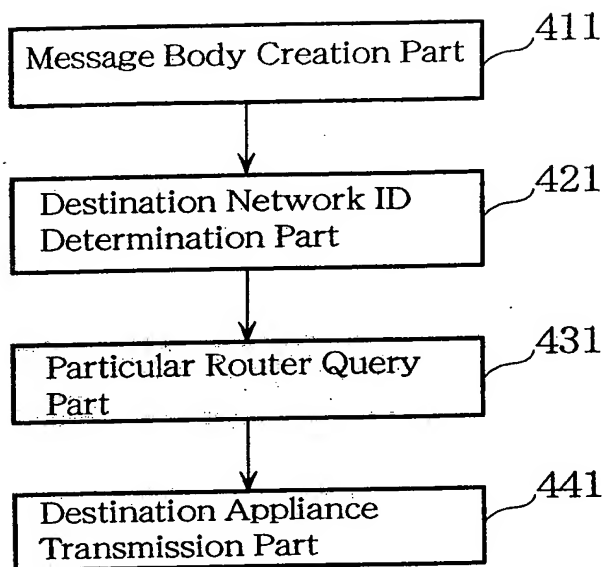 411
Message Body Creation Part
421
Destination Network ID
Determination Part
431
Particular Router Query
Part
441
Destination Appliance
Transmission Part